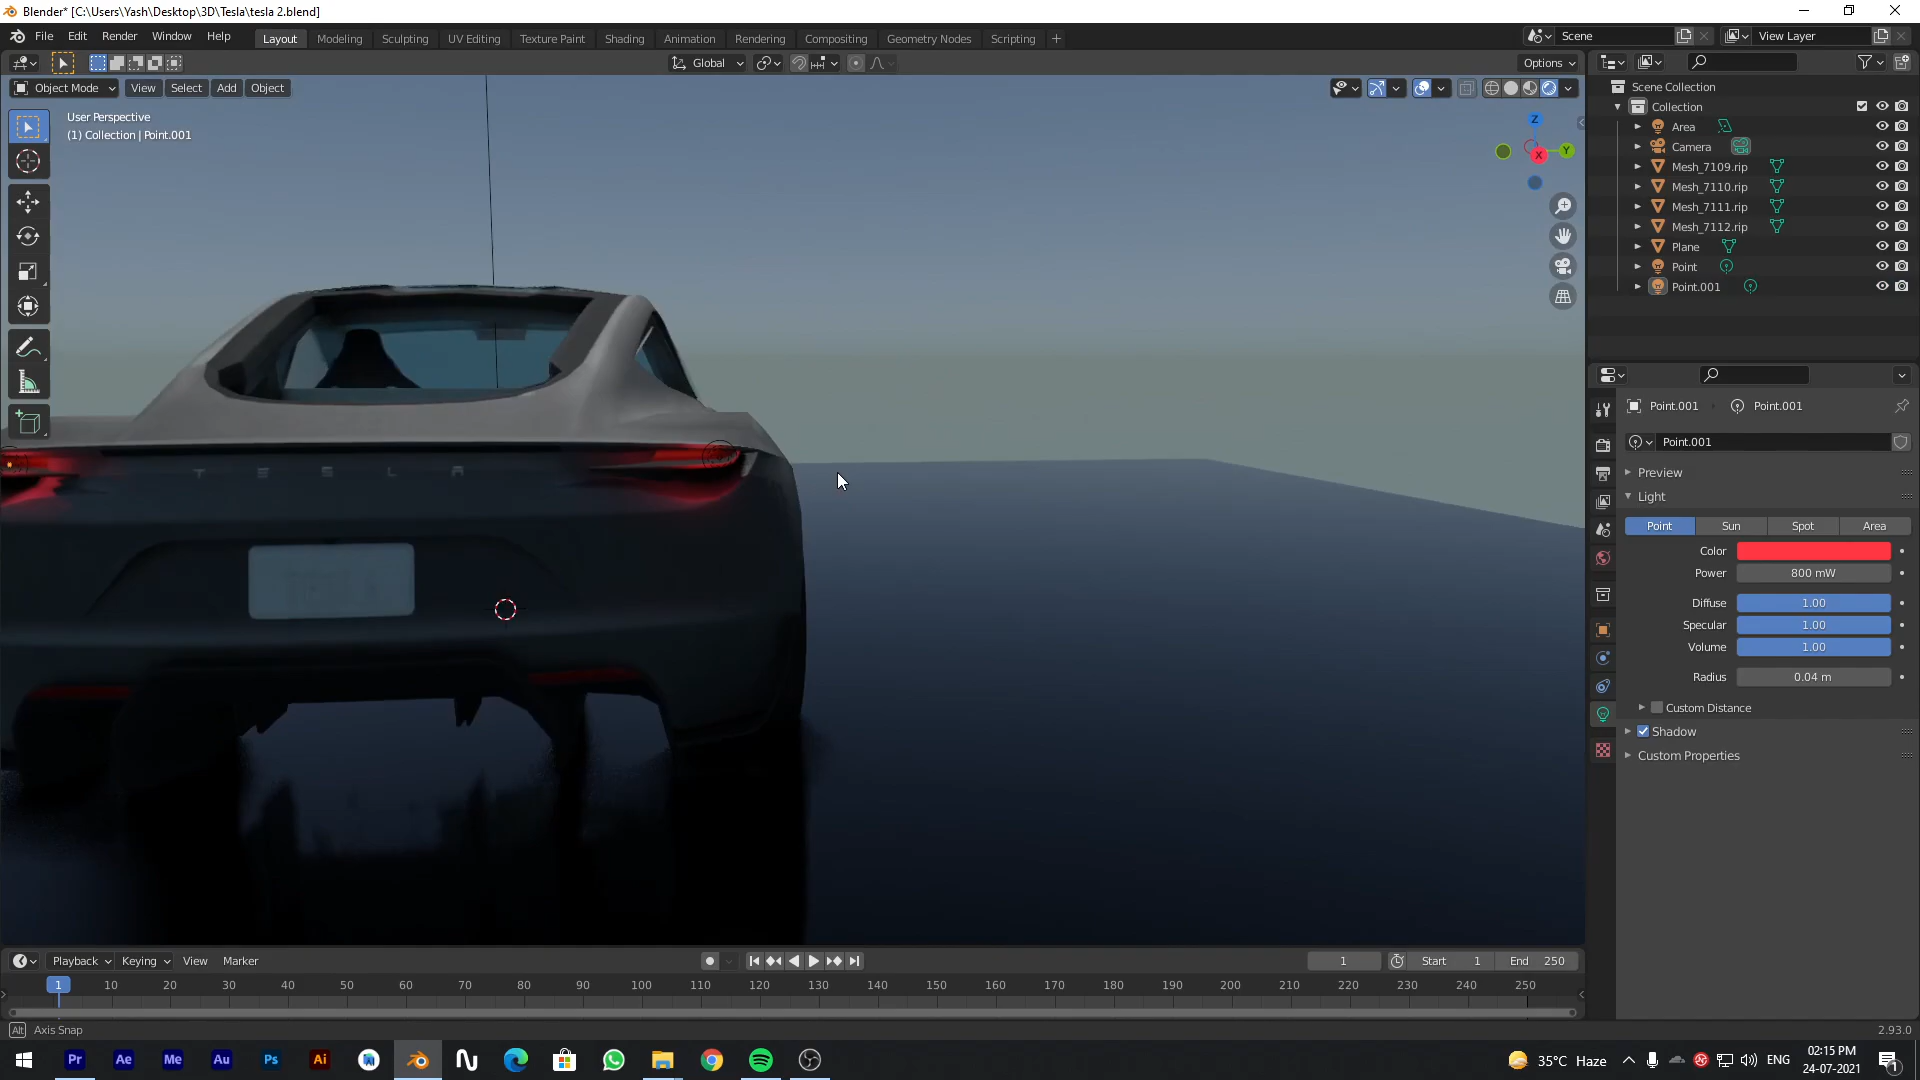 Blender* [C:\Users\Yash\Desktop\3D\Tesla\tesla 2.blend]
File Edit Render Window Help
Layout Modeling Sculpting UV Editing Texture Paint Shading Animation Rendering Compositing Geometry Nodes Scripting +
Scene
View Layer
Global
Options
Object Mode View Select Add Object
User Perspective
(1) Collection | Point.001
Z
Y
X
TESLA
Scene Collection
Collection
Area
Camera
Mesh_7109.rip
Mesh_7110.rip
Mesh_7111.rip
Mesh_7112.rip
Plane
Point
Point.001
Point.001 Point.001
Point.001
Preview
Light
Point Sun Spot Area
Color
Power 800 mW
Diffuse 1.00
Specular 1.00
Volume 1.00
Radius 0.04 m
Custom Distance
Shadow
Custom Properties
Playback Keying View Marker
1 Start 1 End 250
1 10 20 30 40 50 60 70 80 90 100 110 120 130 140 150 160 170 180 190 200 210 220 230 240 250
Alt Axis Snap
2.93.0
Pr Ae Me Au Ps Ai
35°C Haze
ENG
02:15 PM
24-07-2021
1